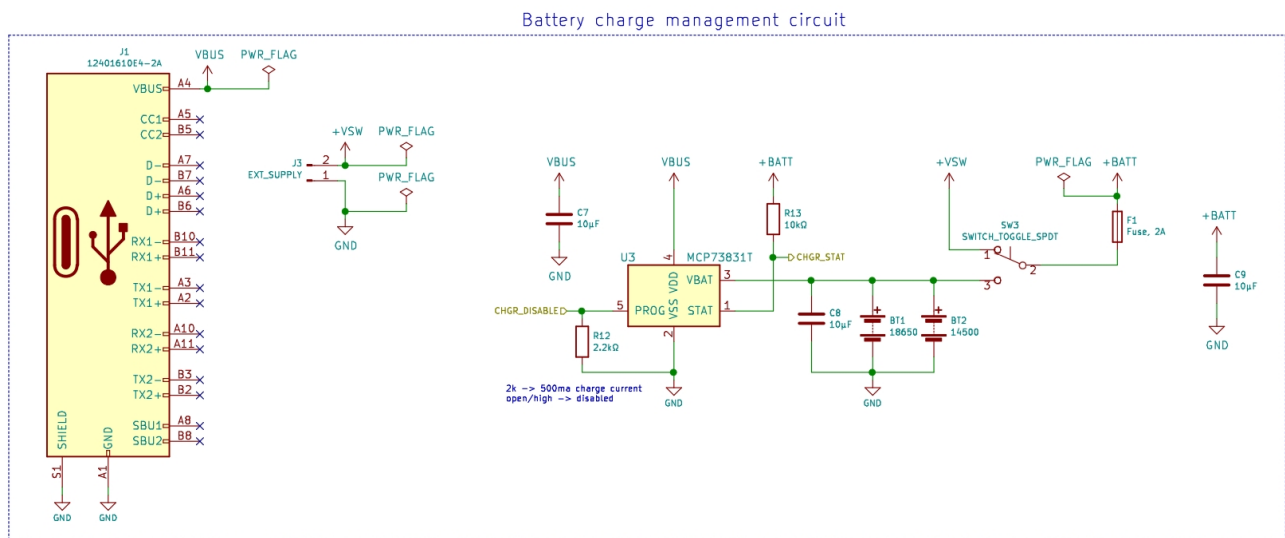 Battery charge management circuit
J1
12401610E4-2A
VBUS
PWR_FLAG
VBUS
A4
CC1
A5
CC2
B5
D-
A7
D-
B7
D+
A6
D+
B6
RX1-
B10
RX1+
B11
TX1-
A3
TX1+
A2
RX2-
A10
RX2+
A11
TX2-
B3
TX2+
B2
SBU1
A8
SBU2
B8
SHIELD
GND
S1
A1
GND
GND
+VSW
PWR_FLAG
J3
EXT_SUPPLY
2
1
PWR_FLAG
GND
VBUS
C7
10µF
GND
VBUS
+BATT
R13
10kΩ
CHGR_STAT
U3
MCP73831T
4
VDD
VBAT
3
CHGR_DISABLE
5
PROG
VSS
STAT
1
2
R12
2.2kΩ
2k -> 500ma charge current
open/high -> disabled
GND
C8
10µF
BT1
18650
BT2
14500
GND
+VSW
PWR_FLAG
+BATT
SW3
SWITCH_TOGGLE_SPDT
1
2
3
F1
Fuse, 2A
+BATT
C9
10µF
GND